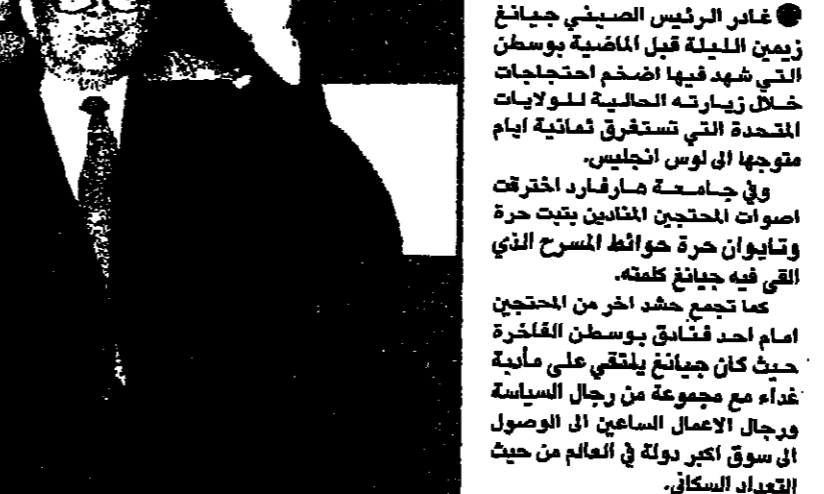 ● غادر الرئيس الصيني جيانغ
زيمين الليلة قبل الماضية بوسطن
التي شهد فيها اضخم احتجاجات
خلال زيارته الحالية للولايات
المتحدة التي تستغرق ثمانية ايام
متوجها الى لوس انجليس.
وفي جامعة هارفارد اخترقت
اصوات المحتجين المنادين بتبت حرة
وتايوان حرة حوائط المسرح الذي
القى فيه جيانغ كلمته.
كما تجمع حشد اخر من المحتجين
امام احد فنادق بوسطن الفاخرة
حيث كان جيانغ يلتقي على مأدبة
غداء مع مجموعة من رجال السياسة
ورجال الاعمال الساعين الى الوصول
الى سوق اكبر دولة في العالم من حيث
التعداد السكاني.